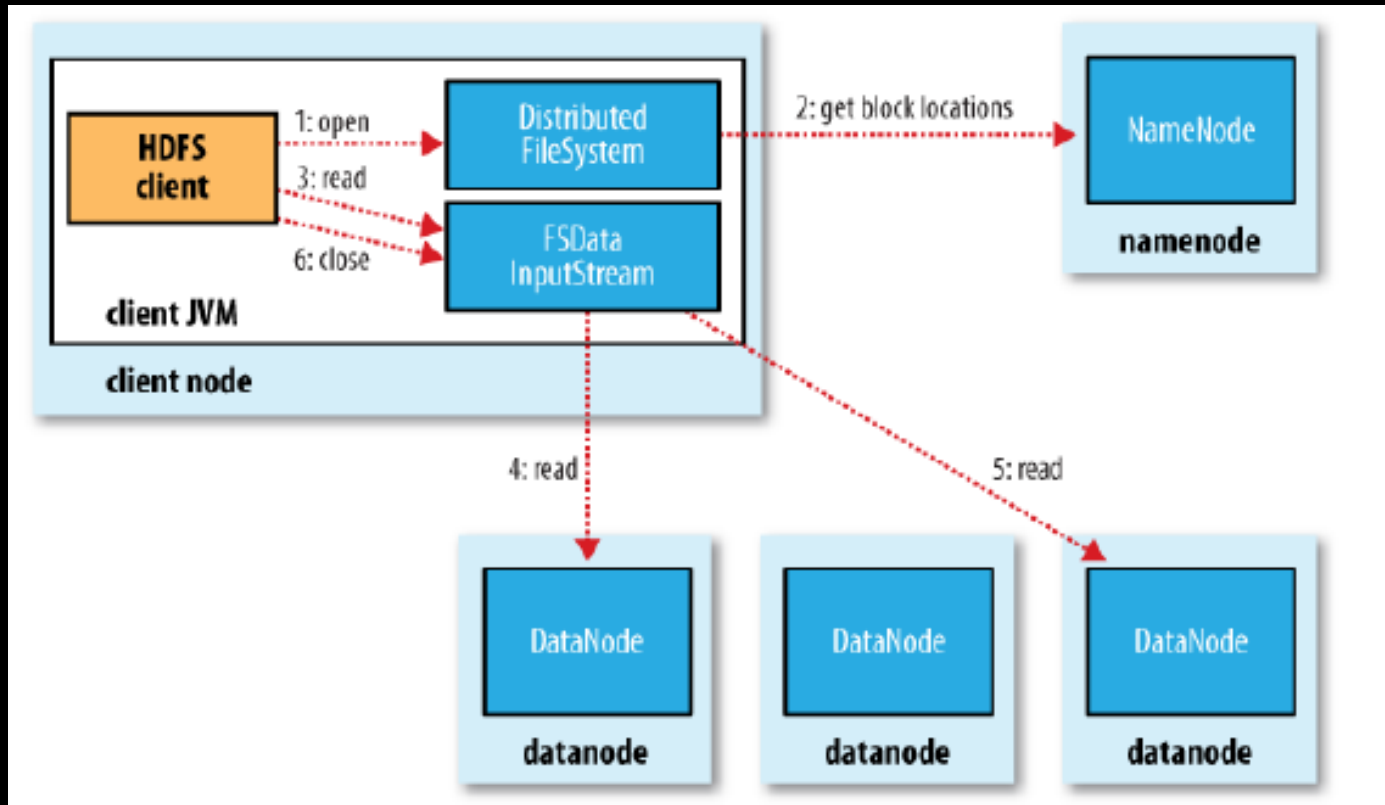 HDFS
client
1: open
3: read
6: close
Distributed
FileSystem
FSData
InputStream
client JVM
client node
2: get block locations
NameNode
namenode
4: read
5: read
DataNode
datanode
DataNode
datanode
DataNode
datanode